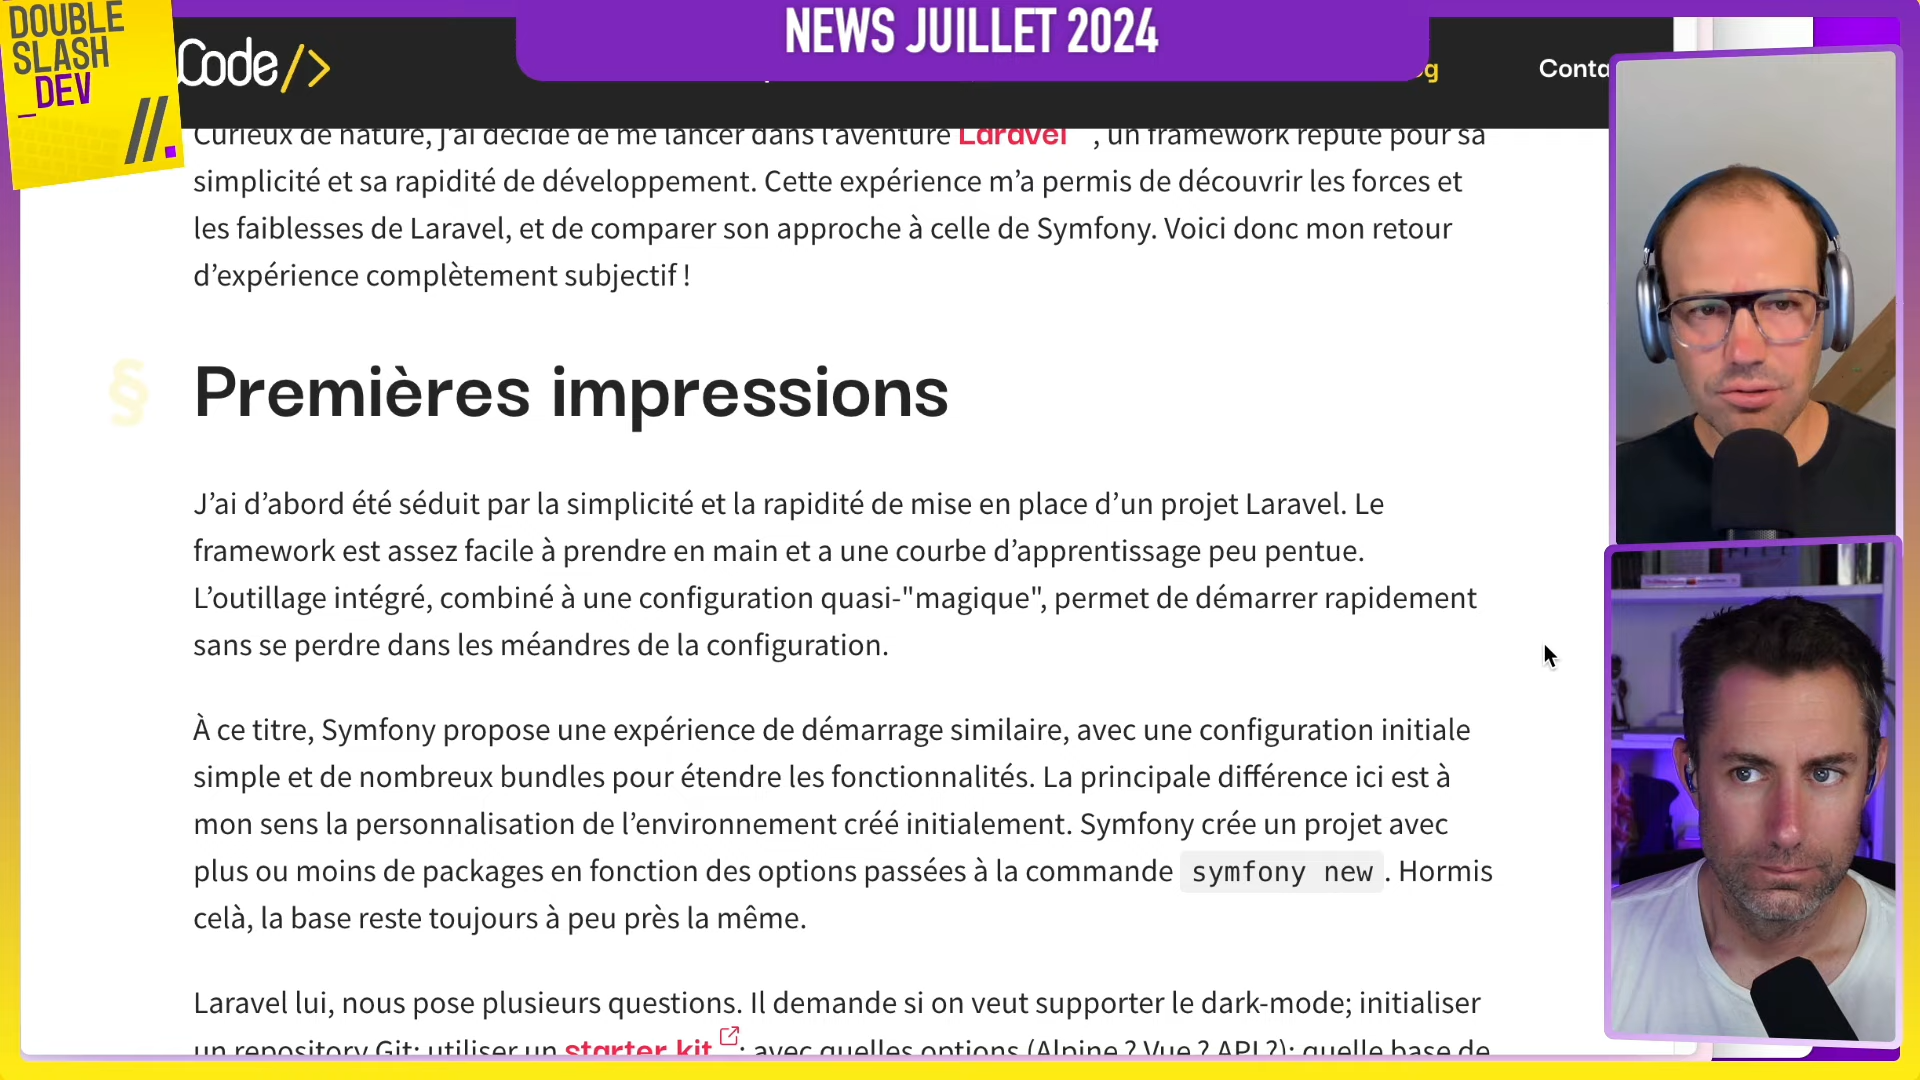 DOUBLE
SLASH
_DEV
//.
NEWS JUILLET 2024
Code/>
Conta
Curieux de nature, j’ai décidé de me lancer dans l’aventure Laravel , un framework réputé pour sa
simplicité et sa rapidité de développement. Cette expérience m’a permis de découvrir les forces et
les faiblesses de Laravel, et de comparer son approche à celle de Symfony. Voici donc mon retour
d’expérience complètement subjectif !
§ Premières impressions
J’ai d’abord été séduit par la simplicité et la rapidité de mise en place d’un projet Laravel. Le
framework est assez facile à prendre en main et a une courbe d’apprentissage peu pentue.
L’outillage intégré, combiné à une configuration quasi-"magique", permet de démarrer rapidement
sans se perdre dans les méandres de la configuration.
À ce titre, Symfony propose une expérience de démarrage similaire, avec une configuration initiale
simple et de nombreux bundles pour étendre les fonctionnalités. La principale différence ici est à
mon sens la personnalisation de l’environnement créé initialement. Symfony crée un projet avec
plus ou moins de packages en fonction des options passées à la commande symfony new . Hormis
celà, la base reste toujours à peu près la même.
Laravel lui, nous pose plusieurs questions. Il demande si on veut supporter le dark-mode; initialiser
un repository Git; utiliser un starter kit ; avec quelles options (Alpine ? Vue ? API ?); quelle base de